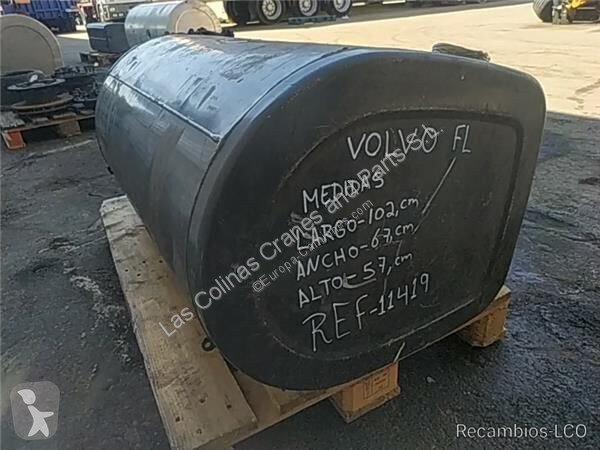 VOLVO FL
MEDIDAS
LARGO-102,cm
ANCHO-67,cm
ALTO-57,cm
REF-11419
Las Colinas Cranes and Parts
©Europa-Camiones
Recambios-LCO